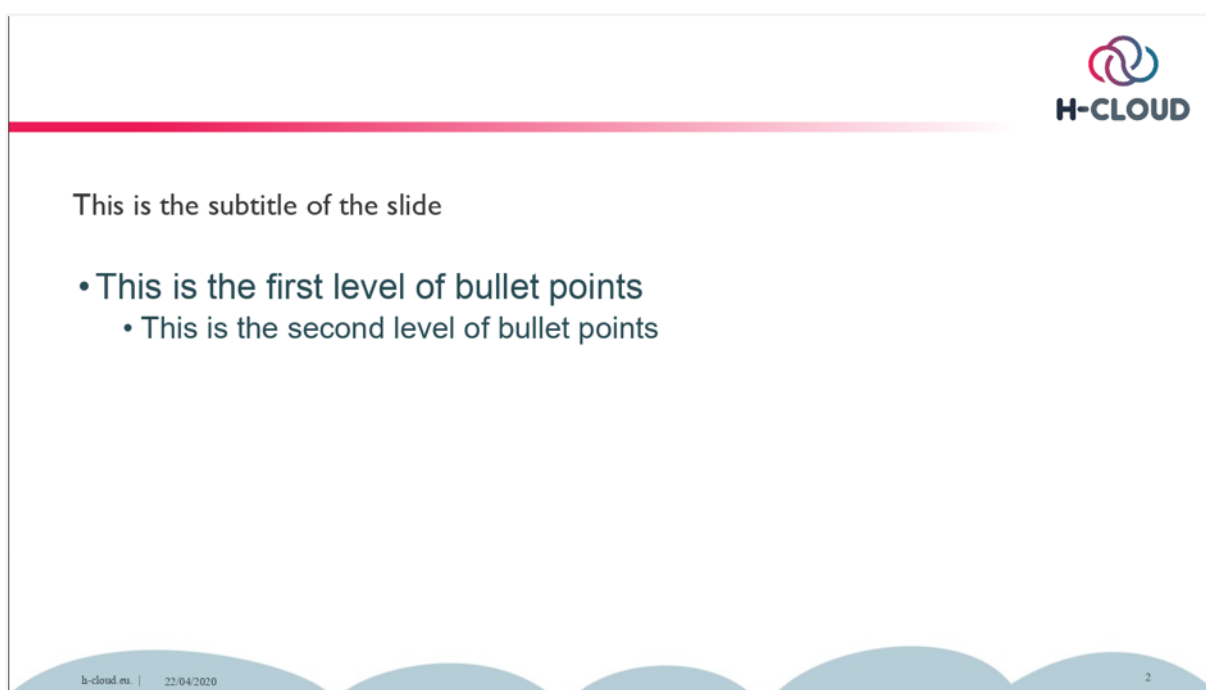 H-CLOUD
This is the subtitle of the slide
• This is the first level of bullet points
• This is the second level of bullet points
h-cloud.eu. | 22/04/2020
2